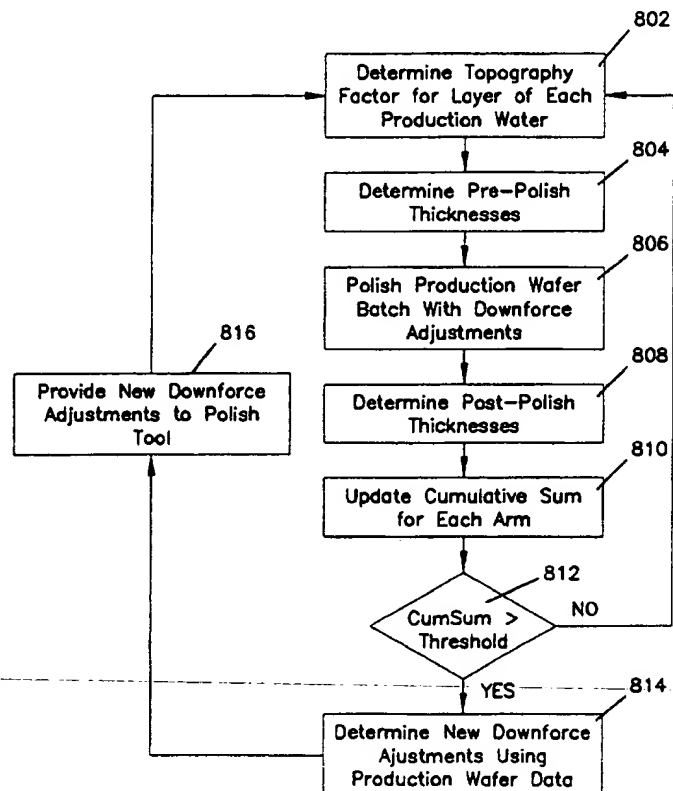 802
Determine Topography
Factor for Layer of Each
Production Water
804
Determine Pre-Polish
Thicknesses
806
Polish Production Wafer
Batch With Downforce
Adjustments
816
Provide New Downforce
Adjustments to Polish
Tool
808
Determine Post-Polish
Thicknesses
810
Update Cumulative Sum
for Each Arm
812
CumSum >
Threshold
NO
YES
814
Determine New Downforce
Ajustments Using
Production Wafer Data